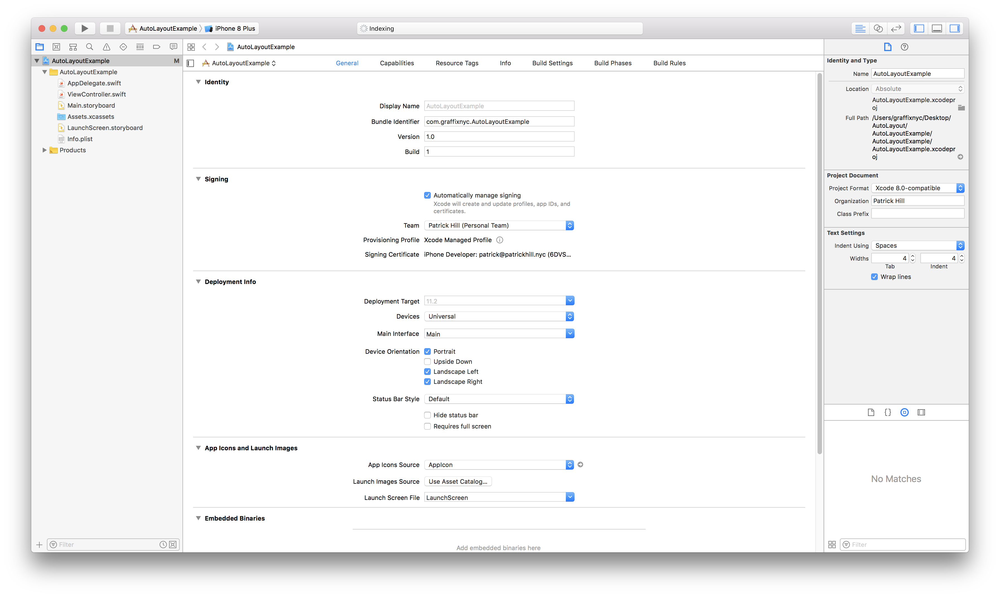 AutoLayoutExample
iPhone 8 Plus
Indexing
AutoLayoutExample
M
AutoLayoutExample
AppDelegate.swift
ViewController.swift
Main.storyboard
Assets.xcassets
LaunchScreen.storyboard
Info.plist
Products
Filter
AutoLayoutExample
AutoLayoutExample
General
Capabilities
Resource Tags
Info
Build Settings
Build Phases
Build Rules
Identity
Display Name
AutoLayoutExample
Bundle Identifier
com.graffixnyc.AutoLayoutExample
Version
1.0
Build
1
Signing
Automatically manage signing
Xcode will create and update profiles, app IDs, and
certificates.
Team
Patrick Hill (Personal Team)
Provisioning Profile
Xcode Managed Profile
Signing Certificate
iPhone Developer: patrick@patrickhill.nyc (6DVS...
Deployment Info
Deployment Target
11.2
Devices
Universal
Main Interface
Main
Device Orientation
Portrait
Upside Down
Landscape Left
Landscape Right
Status Bar Style
Default
Hide status bar
Requires full screen
App Icons and Launch Images
App Icons Source
AppIcon
Launch Images Source
Use Asset Catalog...
Launch Screen File
LaunchScreen
Embedded Binaries
Add embedded binaries here
Identity and Type
Name
AutoLayoutExample
Location
Absolute
AutoLayoutExample.xcodepr
oj
Full Path
/Users/graffixnyc/Desktop/
AutoLayout/
AutoLayoutExample/
AutoLayoutExample/
AutoLayoutExample.xcodepr
oj
Project Document
Project Format
Xcode 8.0-compatible
Organization
Patrick Hill
Class Prefix
Text Settings
Indent Using
Spaces
Widths
4
4
Tab
Indent
Wrap lines
No Matches
Filter